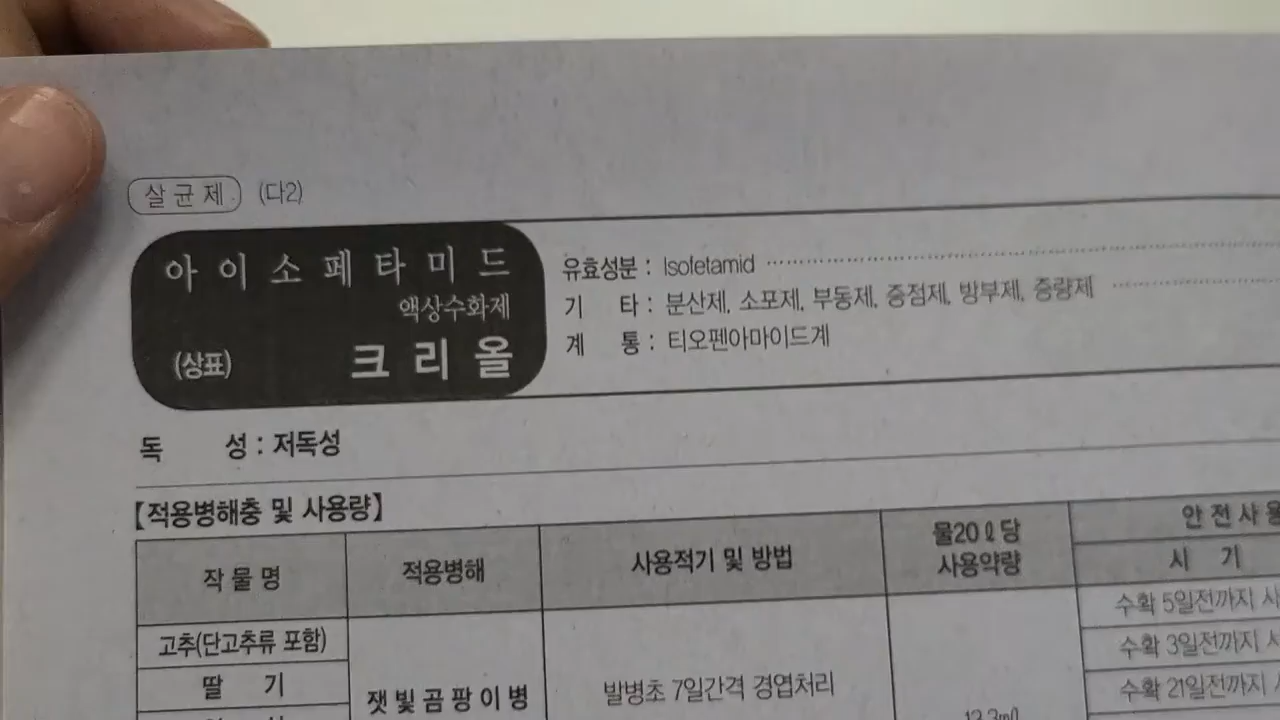 살균제 (다2)
아이소페타미드
액상수화제
(상표) 크리올
유효성분 : Isofetamid
기 타 : 분산제, 소포제, 부동제, 증점제, 방부제, 증량제
계 통 : 티오펜아마이드계
독 성 : 저독성
【적용병해충 및 사용량】
작물명 적용병해 사용적기 및 방법 물20ℓ당 사용약량 안전사용
시 기
수확 5일전까지 사
고추(단고추류 포함) 수확 3일전까지 사
딸 기 잿빛곰팡이병 발병초 7일간격 경엽처리 수확 21일전까지 사
13.3㎖